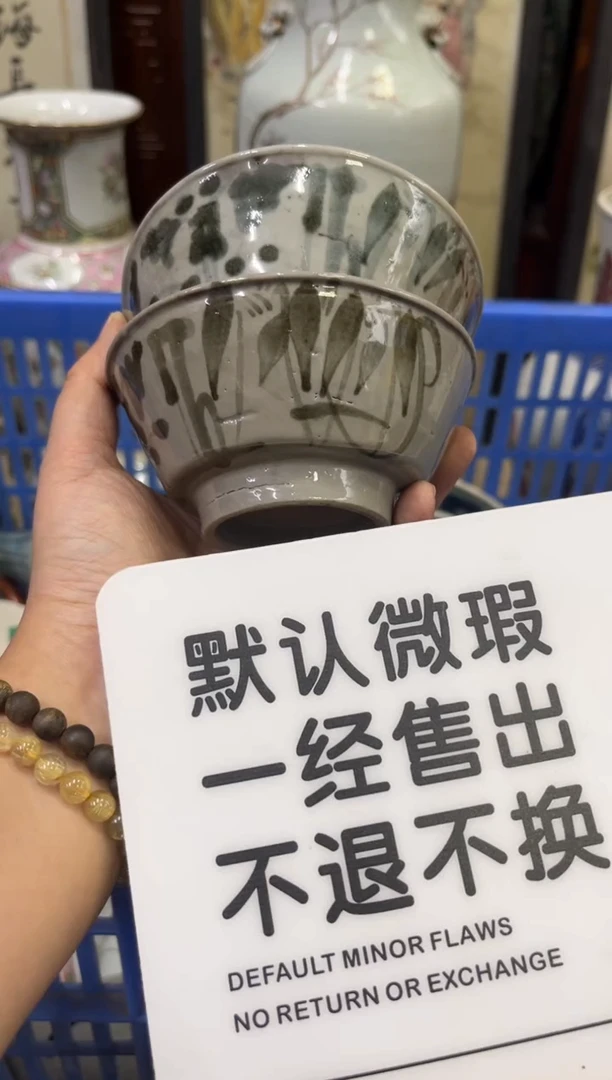 海
默认微瑕
一经售出
不退不换
DEFAULT MINOR FLAWS
NO RETURN OR EXCHANGE